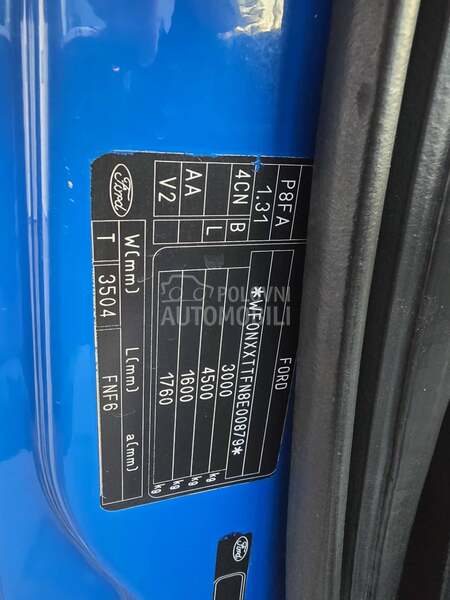 FORD
*WF0NXXTTFN8E00879*
3000 kg
4500 kg
1600 kg
1760 kg
P8FA
1.31
4CN B L
AA
V2
W(mm) L(mm) a(mm)
T 3504 FNF6
Ford
Ford
POLOVNI
AUTOMOBILI